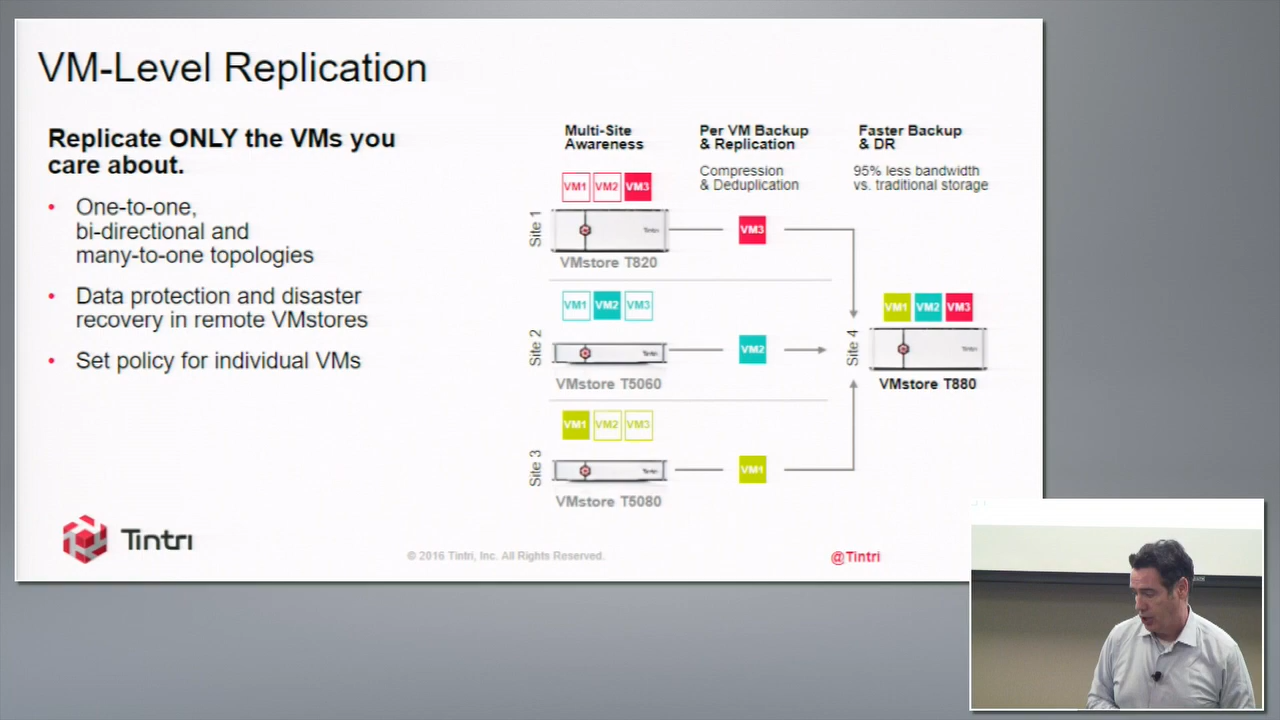 VM-Level Replication
Replicate ONLY the VMs you
care about.
• One-to-one,
bi-directional and
many-to-one topologies
• Data protection and disaster
recovery in remote VMstores
• Set policy for individual VMs
Multi-Site
Awareness
Per VM Backup
& Replication
Compression
& Deduplication
Faster Backup
& DR
95% less bandwidth
vs. traditional storage
Site 1
VM1 VM2 VM3
Tintri
VMstore T820
VM3
Site 2
VM1 VM2 VM3
Tintri
VMstore T5060
VM2
Site 3
VM1 VM2 VM3
Tintri
VMstore T5080
VM1
Site 4
VM1 VM2 VM3
Tintri
VMstore T880
Tintri
© 2016 Tintri, Inc. All Rights Reserved.
@Tintri